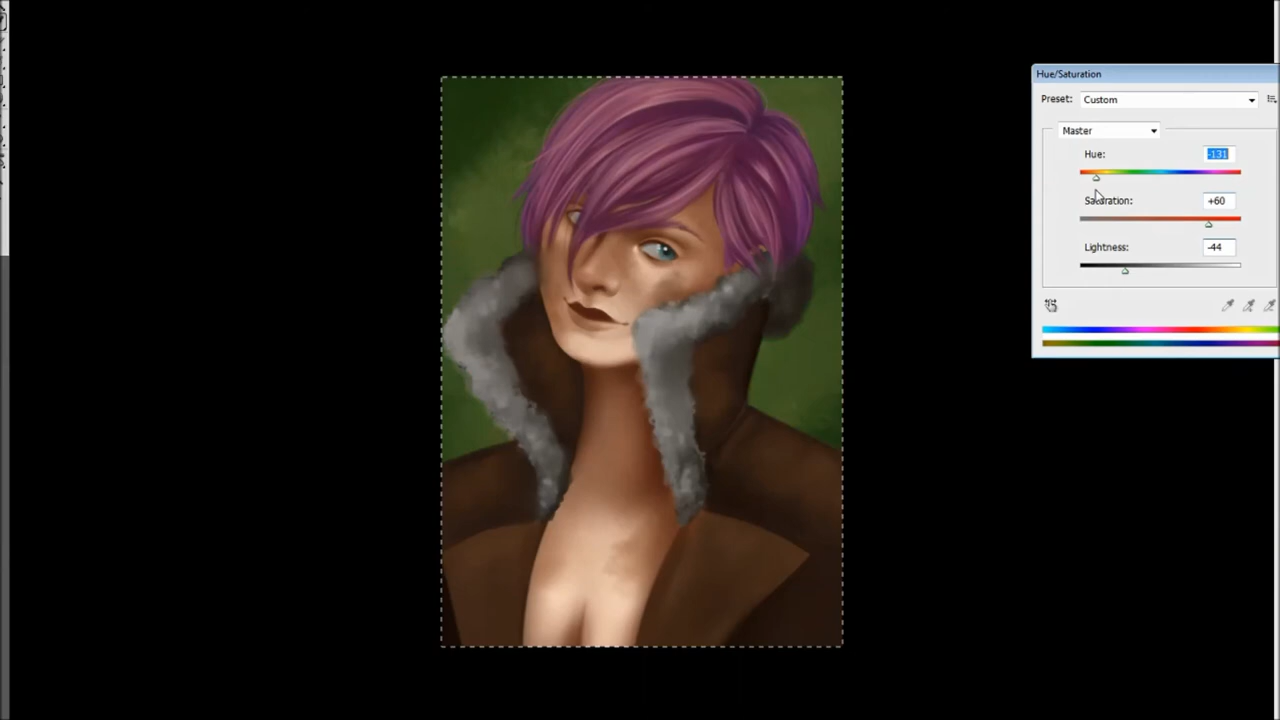 Hue/Saturation
Preset: Custom
Master
Hue: -131
Saturation: +60
Lightness: -44